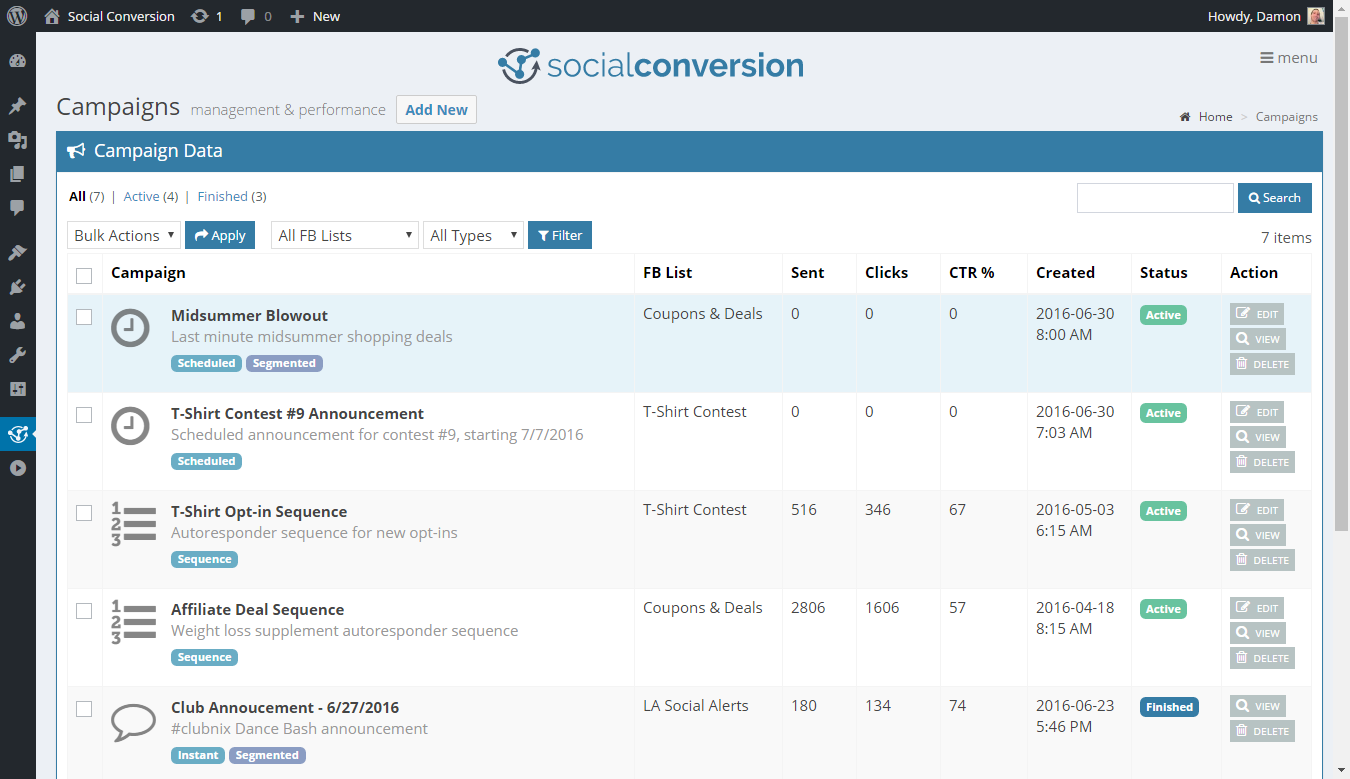 Social Conversion 1 0 New Howdy, Damon
socialconversion
menu
Campaigns management & performance Add New
Home > Campaigns
Campaign Data
All (7) | Active (4) | Finished (3)
Search
Bulk Actions Apply All FB Lists All Types Filter
7 items
Campaign FB List Sent Clicks CTR % Created Status Action
Midsummer Blowout
Last minute midsummer shopping deals
Scheduled Segmented
Coupons & Deals 0 0 0
2016-06-30
8:00 AM
Active
EDIT
VIEW
DELETE
T-Shirt Contest #9 Announcement
Scheduled announcement for contest #9, starting 7/7/2016
Scheduled
T-Shirt Contest 0 0 0
2016-06-30
7:03 AM
Active
EDIT
VIEW
DELETE
1
2
3
T-Shirt Opt-in Sequence
Autoresponder sequence for new opt-ins
Sequence
T-Shirt Contest 516 346 67
2016-05-03
6:15 AM
Active
EDIT
VIEW
DELETE
1
2
3
Affiliate Deal Sequence
Weight loss supplement autoresponder sequence
Sequence
Coupons & Deals 2806 1606 57
2016-04-18
8:15 AM
Active
EDIT
VIEW
DELETE
Club Annoucement - 6/27/2016
#clubnix Dance Bash announcement
Instant Segmented
LA Social Alerts 180 134 74
2016-06-23
5:46 PM
Finished
VIEW
DELETE